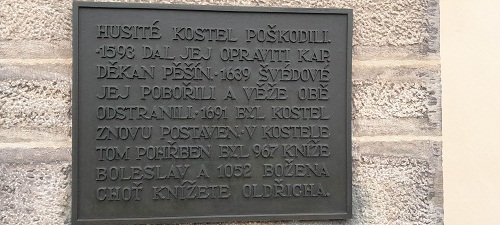 HUSITÉ KOSTEL POŠKODILI.
·1593 DAL JEJ OPRAVITI KAP.
DĚKAN PĚŠÍN·1639 ŠVÉDOVÉ
JEJ POBOŘILI A VĚŽE OBĚ
ODSTRANILI·1691 BYL KOSTEL
ZNOVU POSTAVEN·V KOSTELE
TOM POHŘBEN BYL 967 KNÍŽE
BOLESLAV A 1052 BOŽENA
CHOŤ KNÍŽETE OLDŘICHA.